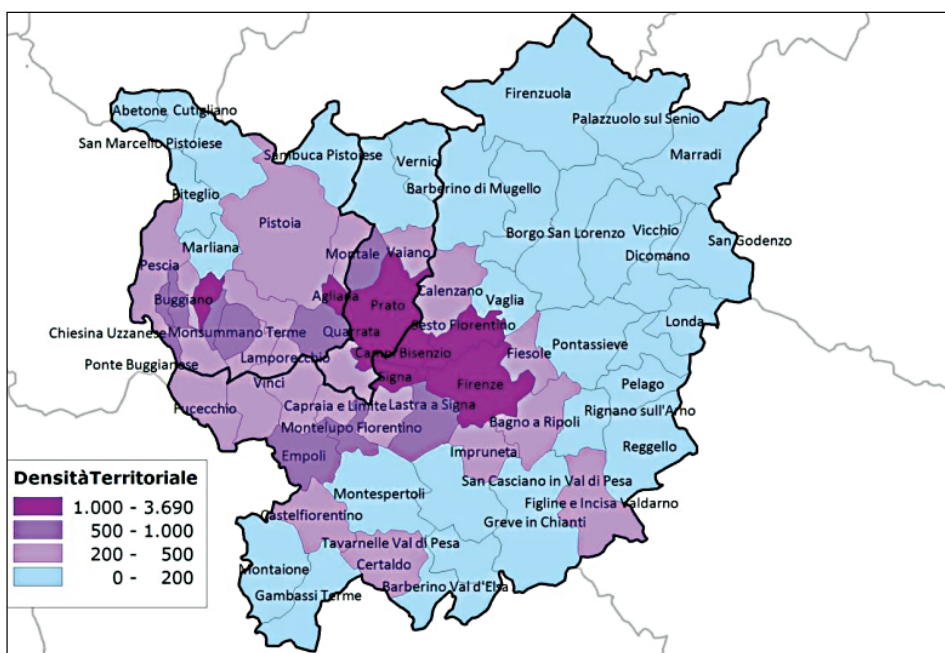 Firenzuola
Abetone Cutigliano
Palazzuolo sul Senio
San Marcello Pistoiese
Sambuca Pistoiese
Marradi
Vernio
Barberino di Mugello
Piteglio
Pistoia
Borgo San Lorenzo
Vicchio
San Godenzo
Marliana
Montale
Vaiano
Dicomano
Pescia
Calenzano
Buggiano
Agliana
Prato
Vaglia
Londa
Chiesina Uzzanese
Monsummano Terme
Quarrata
Sesto Fiorentino
Pontassieve
Ponte Buggianese
Lamporecchio
Campi Bisenzio
Fiesole
Vinci
Signa
Firenze
Pelago
Fucecchio
Capraia e Limite
Lastra a Signa
Bagno a Ripoli
Rignano sull'Arno
Montelupo Fiorentino
Empoli
Impruneta
Reggello
San Casciano in Val di Pesa
Montespertoli
Figline e Incisa Valdarno
Castelfiorentino
Greve in Chianti
Tavarnelle Val di Pesa
Certaldo
Montaione
Barberino Val d'Elsa
Gambassi Terme
DensitàTerritoriale
1.000 - 3.690
500 - 1.000
200 - 500
0 - 200